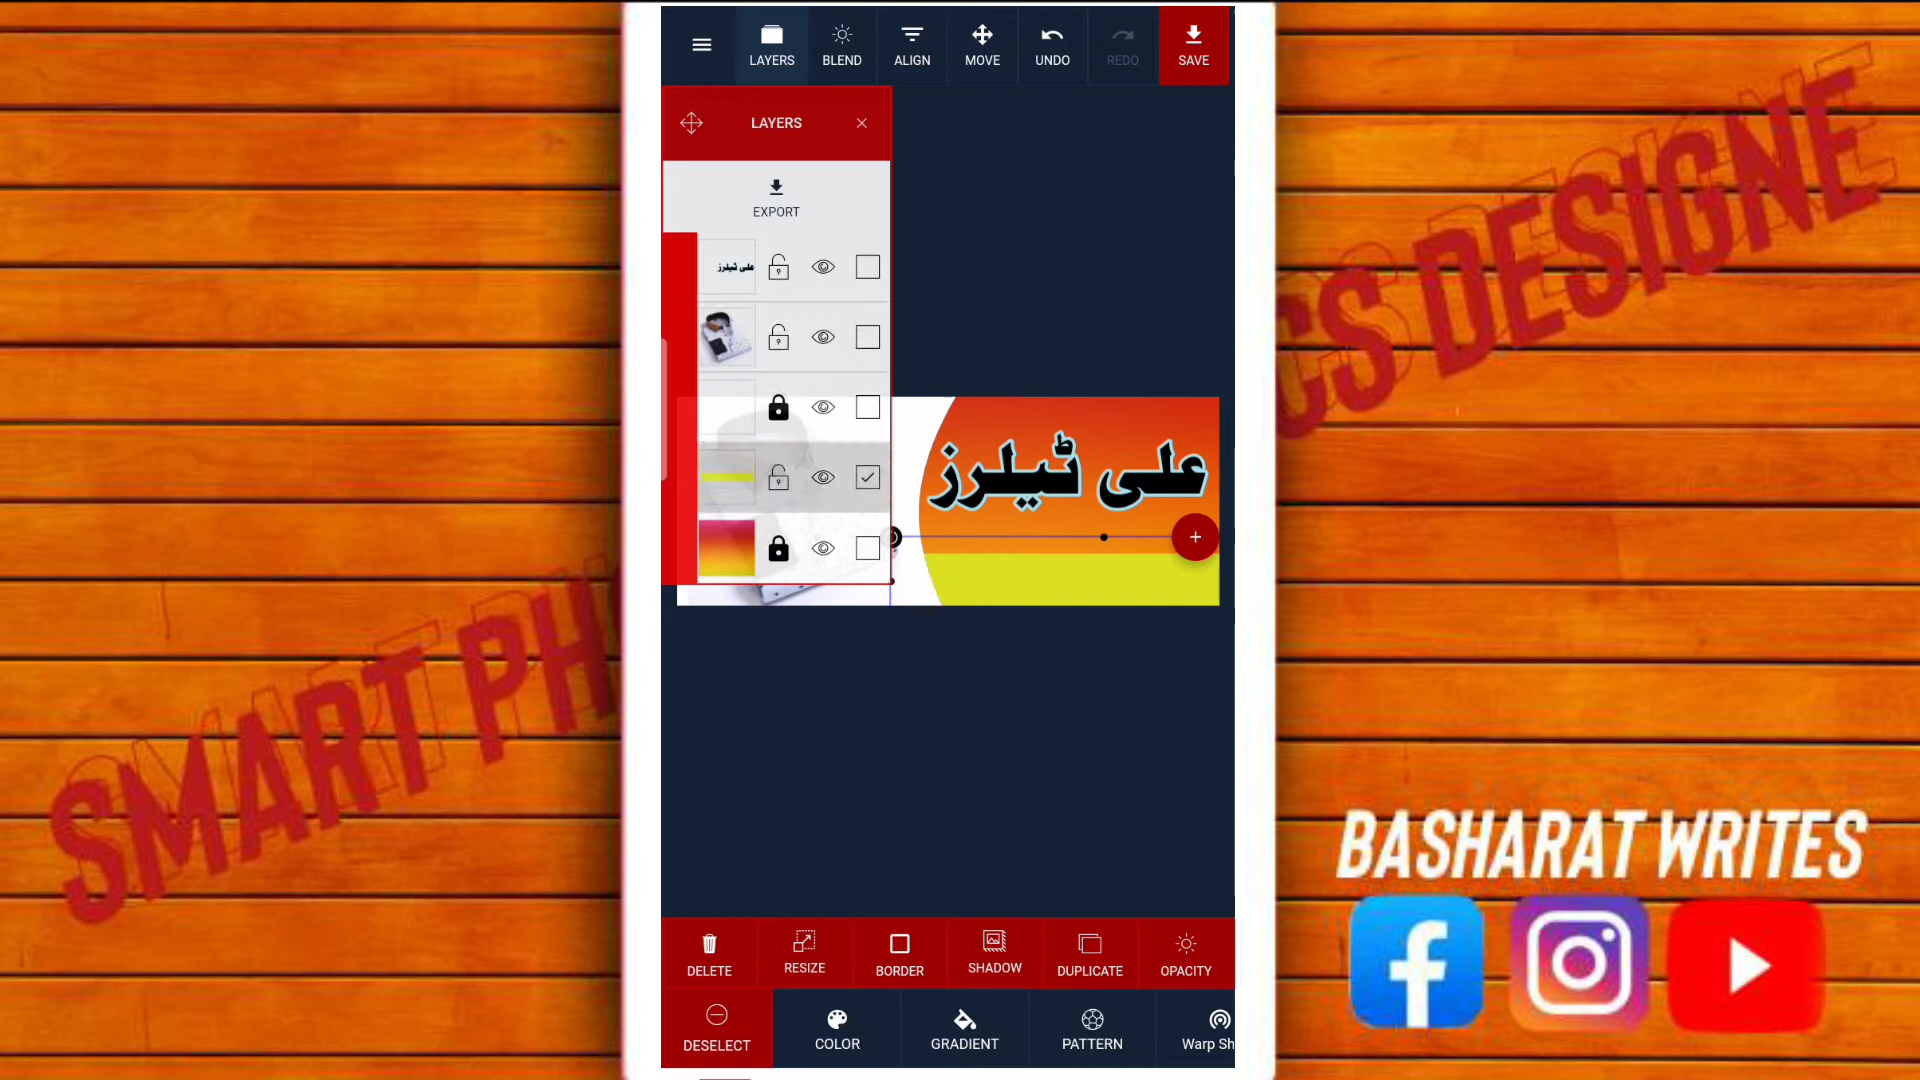 LAYERS
BLEND
ALIGN
MOVE
UNDO
REDO
SAVE
LAYERS
EXPORT
علی ٹیلرز
علی ٹیلرز
CS DESIGNE
SMART PH
BASHARAT WRITES
DELETE
RESIZE
BORDER
SHADOW
DUPLICATE
OPACITY
DESELECT
COLOR
GRADIENT
PATTERN
Warp Sh